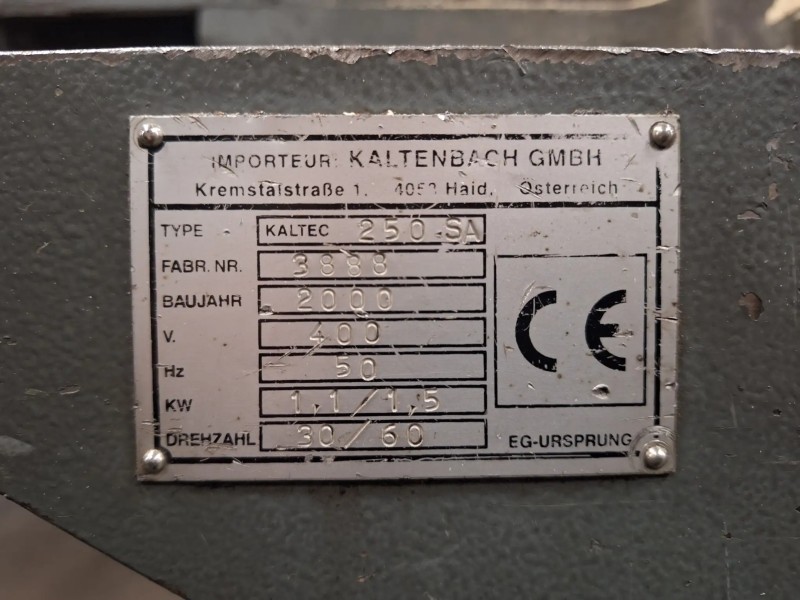 IMPORTEUR: KALTENBACH GMBH
Kremstalstraße 1, 4053 Haid, Österreich
TYPE KALTEC 250 SA
FABR. NR. 3888
BAUJAHR 2000
V. 400
Hz 50
KW 1,1/1,5
DREHZAHL 30/60
CE
EG-URSPRUNG